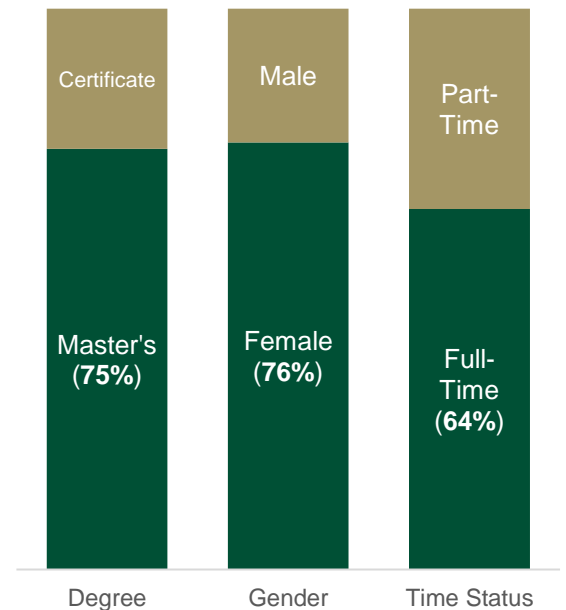 Certificate
Male
Part-
Time
Master's
(75%)
Female
(76%)
Full-
Time
(64%)
Degree
Gender
Time Status